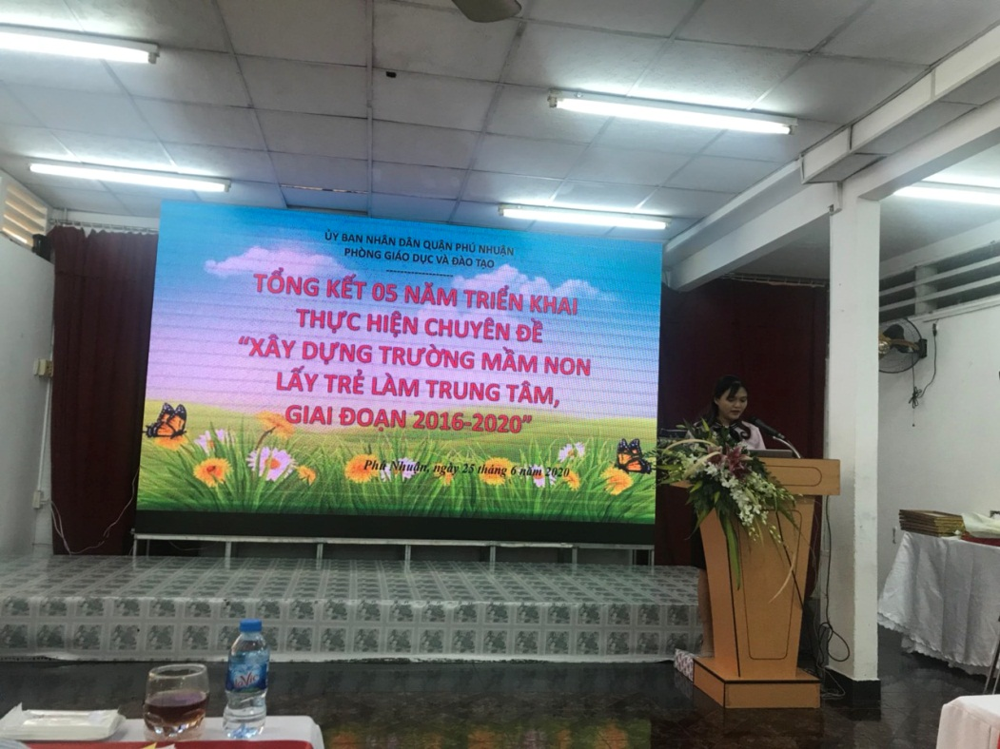 ỦY BAN NHÂN DÂN QUẬN PHÚ NHUẬN
PHÒNG GIÁO DỤC VÀ ĐÀO TẠO
TỔNG KẾT 05 NĂM TRIỂN KHAI
THỰC HIỆN CHUYÊN ĐỀ
“XÂY DỰNG TRƯỜNG MẦM NON
LẤY TRẺ LÀM TRUNG TÂM,
GIAI ĐOẠN 2016-2020”
Phú Nhuận, ngày 25 tháng 6 năm 2020